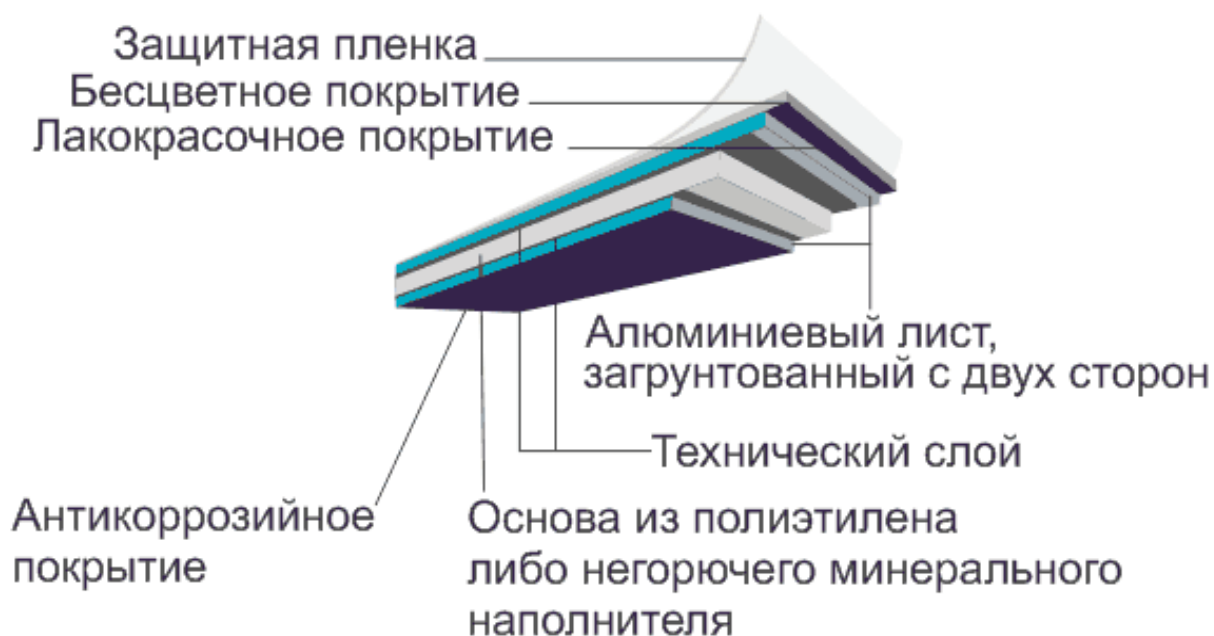 Защитная пленка
Бесцветное покрытие
Лакокрасочное покрытие
Алюминиевый лист,
загрунтованный с двух сторон
Технический слой
Антикоррозийное
покрытие
Основа из полиэтилена
либо негорючего минерального
наполнителя